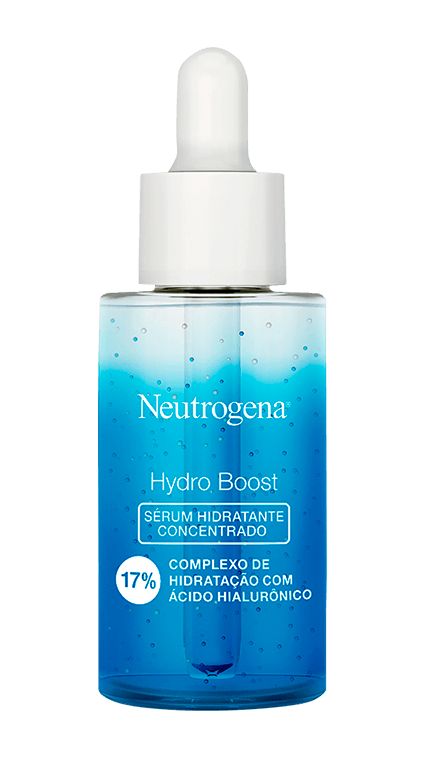 Neutrogena®
Hydro Boost
SÉRUM HIDRATANTE
CONCENTRADO
17%
COMPLEXO DE
HIDRATAÇÃO COM
ÁCIDO HIALURÔNICO